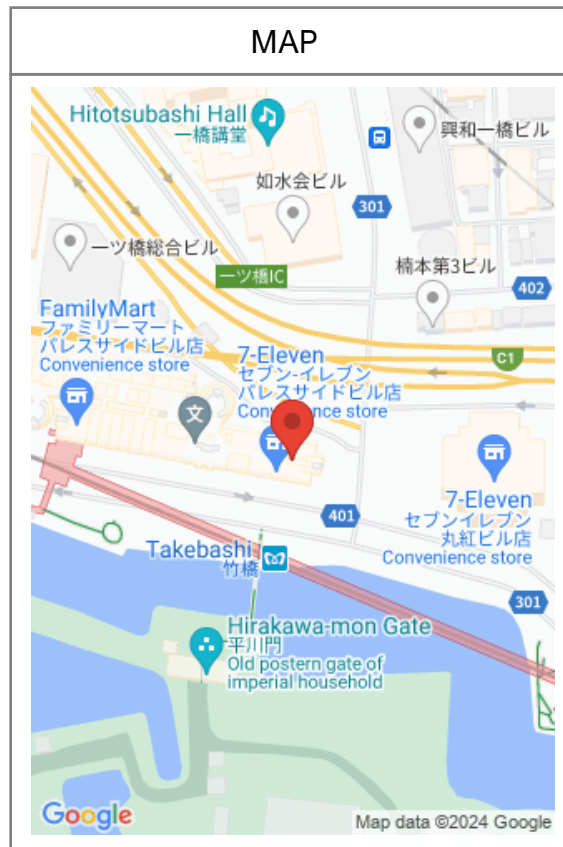 MAP
Hitotsubashi Hall
一橋講堂
興和一橋ビル
如水会ビル
301
一ツ橋総合ビル
一ツ橋IC
楠本第3ビル
402
FamilyMart
ファミリーマート
パレスサイドビル店
Convenience store
7-Eleven
セブン-イレブン
パレスサイドビル店
Convenience store
C1
文
7-Eleven
セブンイレブン
丸紅ビル店
Convenience store
401
Takebashi
竹橋
301
Hirakawa-mon Gate
平川門
Old postern gate of
imperial household
Google
Map data ©2024 Google